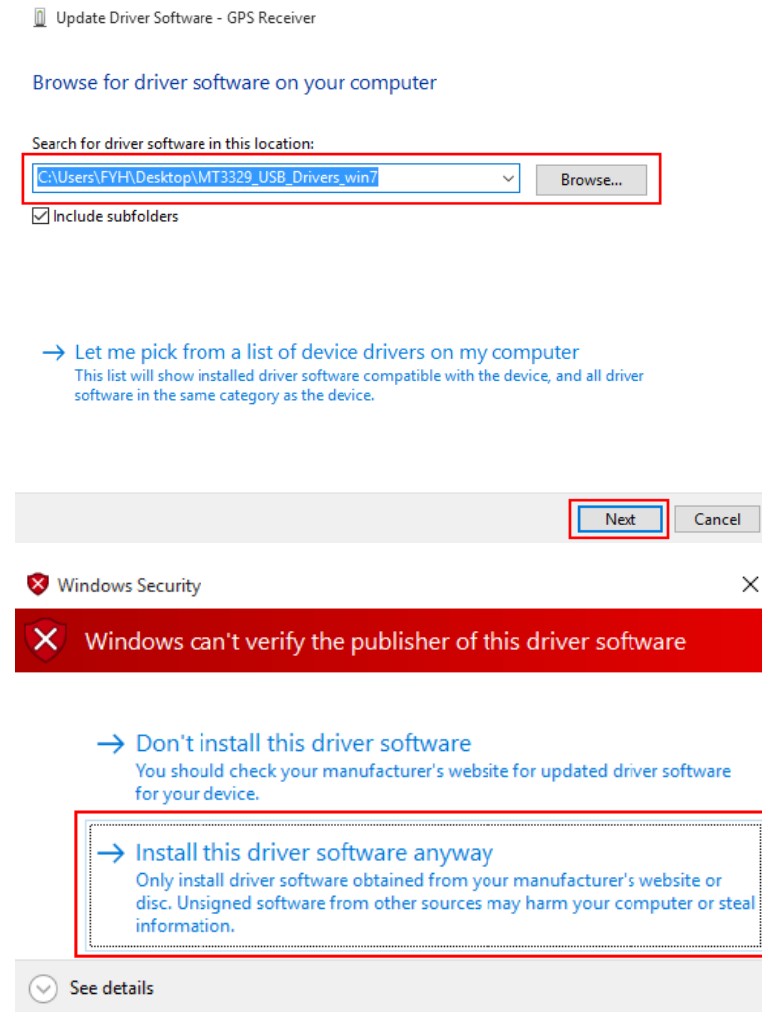 Update Driver Software - GPS Receiver
Browse for driver software on your computer
Search for driver software in this location:
C:\Users\FYH\Desktop\MT3329_USB_Drivers_win7
Browse...
Include subfolders
Let me pick from a list of device drivers on my computer
This list will show installed driver software compatible with the device, and all driver
software in the same category as the device.
Next
Cancel
Windows Security
Windows can't verify the publisher of this driver software
Don't install this driver software
You should check your manufacturer's website for updated driver software
for your device.
Install this driver software anyway
Only install driver software obtained from your manufacturer's website or
disc. Unsigned software from other sources may harm your computer or steal
information.
See details